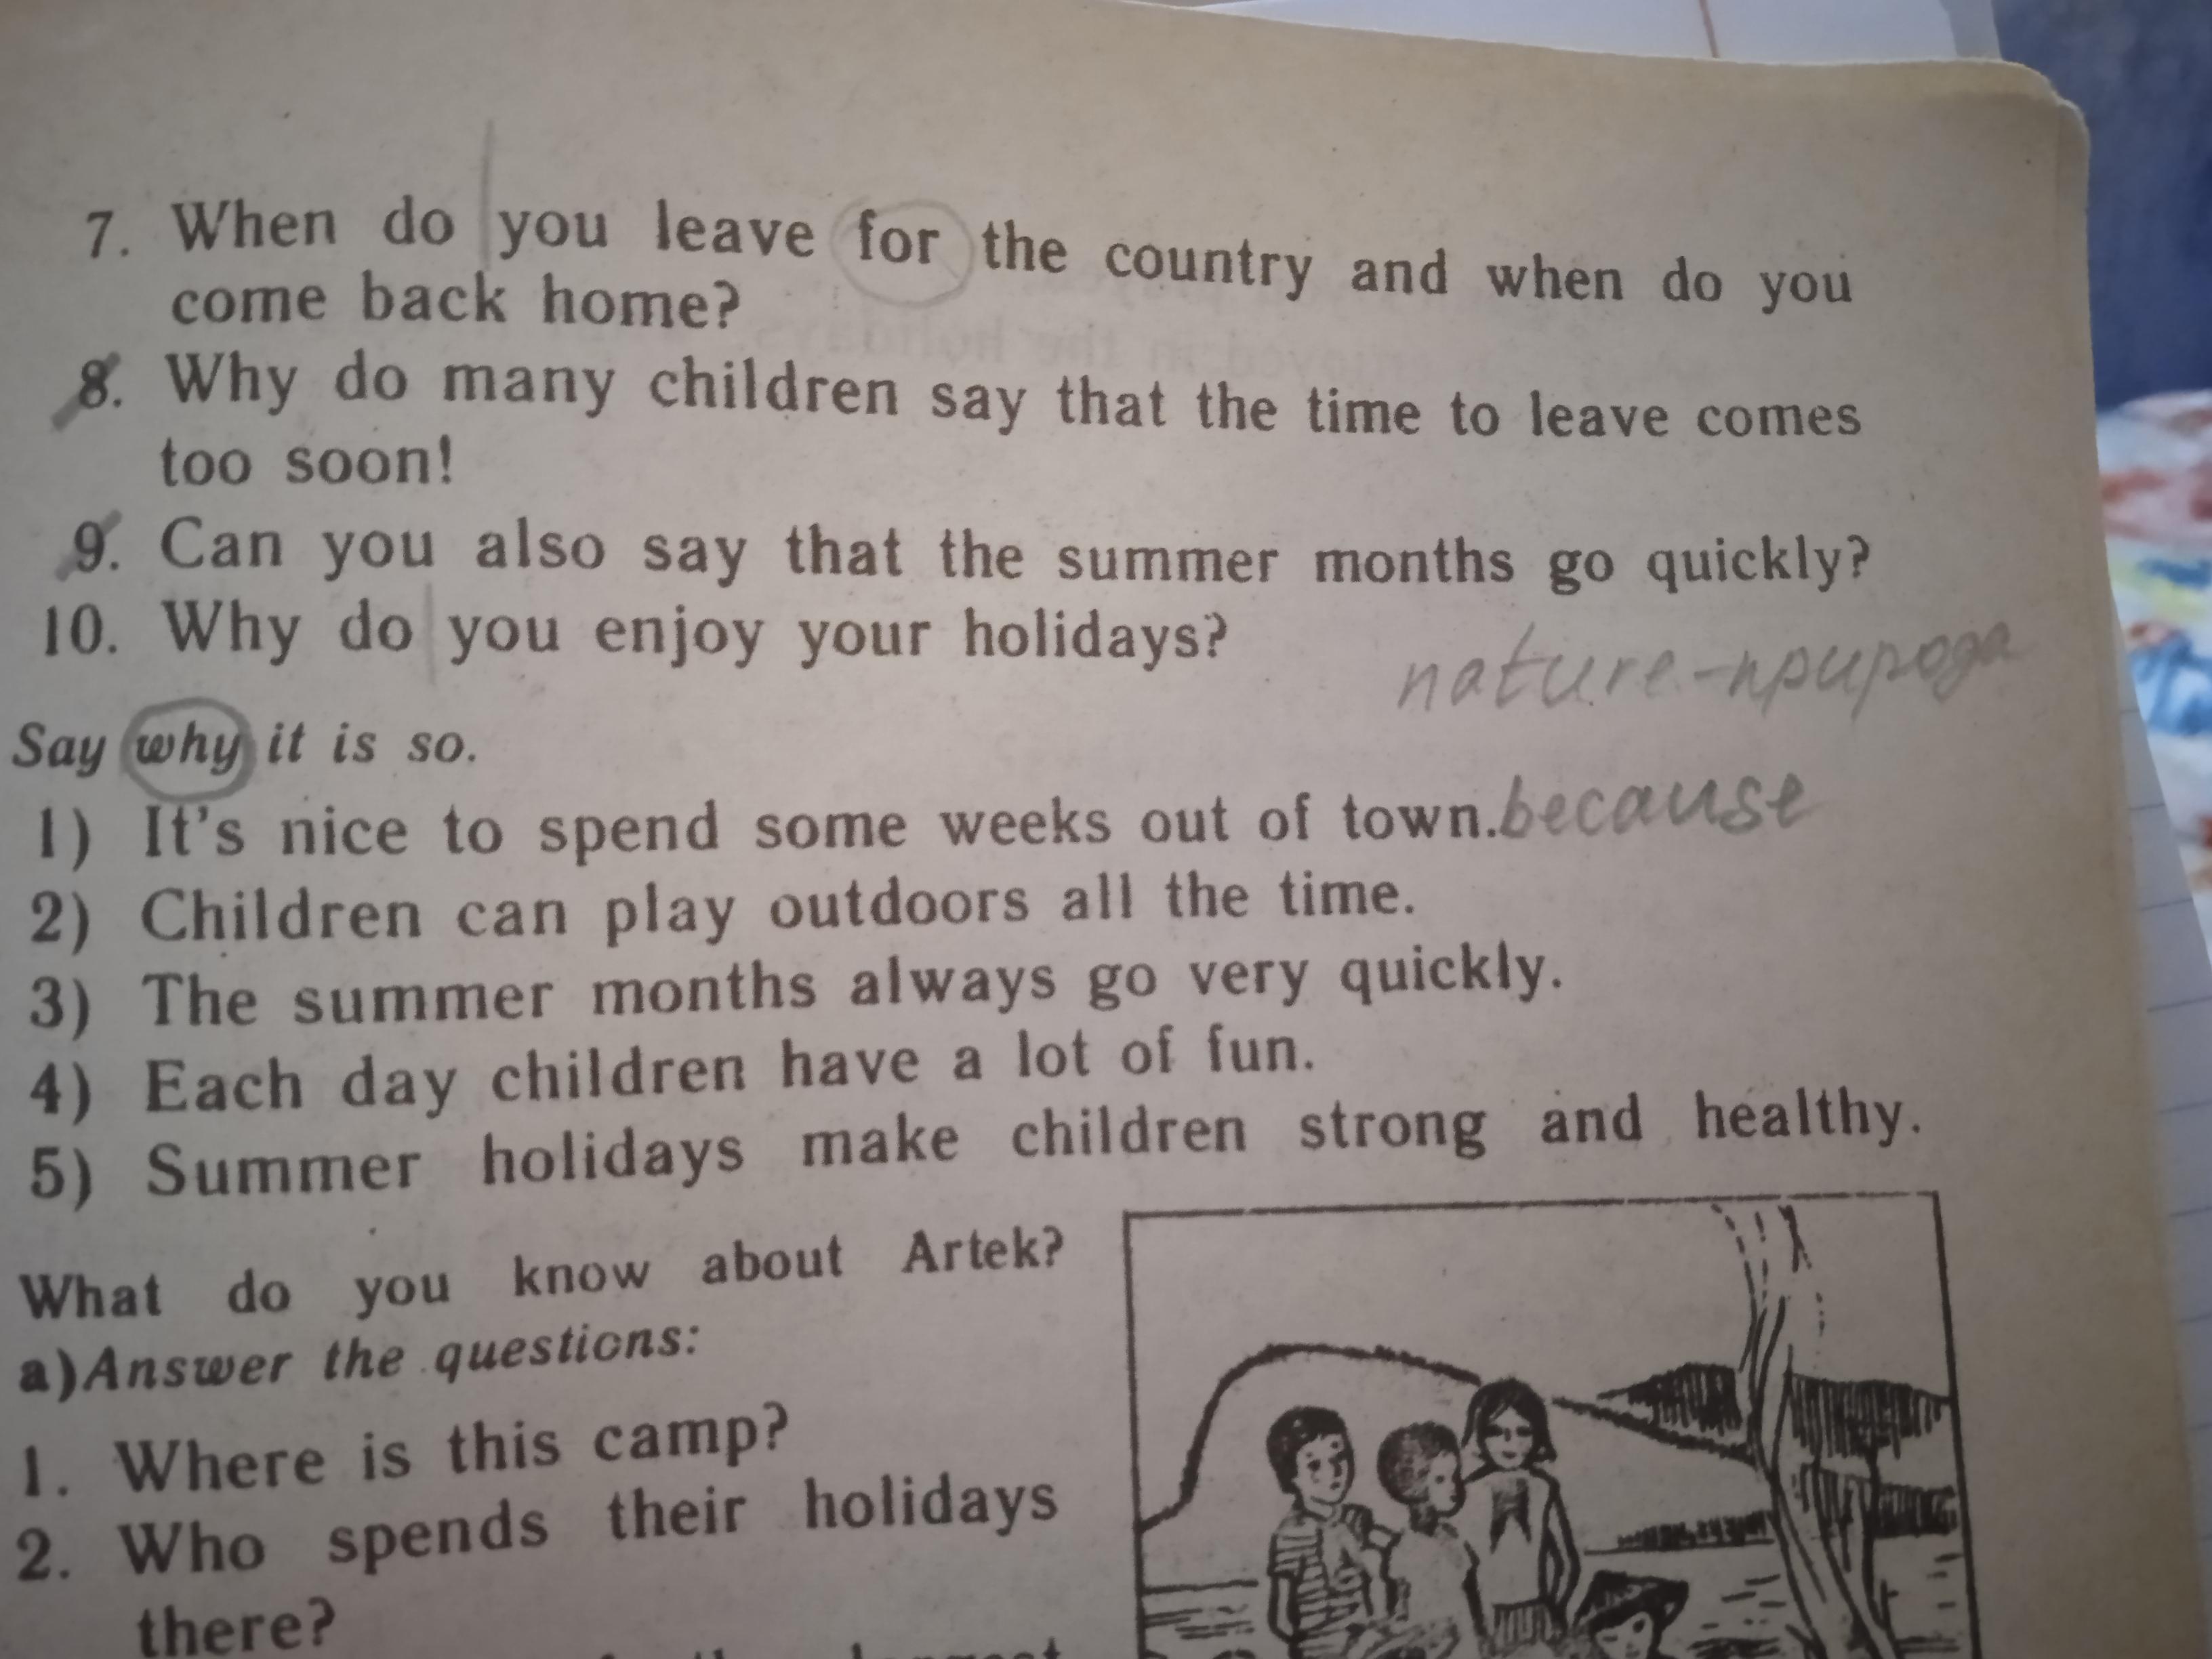 7. When do you leave for the country and when do you
come back home?
8. Why do many children say that the time to leave comes
too soon!
9. Can you also say that the summer months go quickly?
10. Why do you enjoy your holidays?
nature-природа
Say why it is so.
1) It's nice to spend some weeks out of town. because
2) Children can play outdoors all the time.
3) The summer months always go very quickly.
4) Each day children have a lot of fun.
5) Summer holidays make children strong and healthy.
What do you know about Artek?
a) Answer the questions:
1. Where is this camp?
2. Who spends their holidays
there?